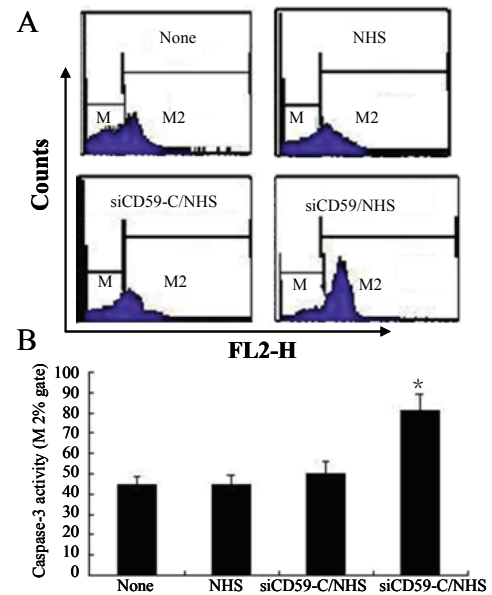 A
None
NHS
M M2
M M2
siCD59-C/NHS
siCD59/NHS
M M2
M M2
Counts
FL2-H
B
Caspase-3 activity (M 2% gate)
100
90
80
70
60
50
40
30
20
10
0
*
None NHS siCD59-C/NHS siCD59-C/NHS